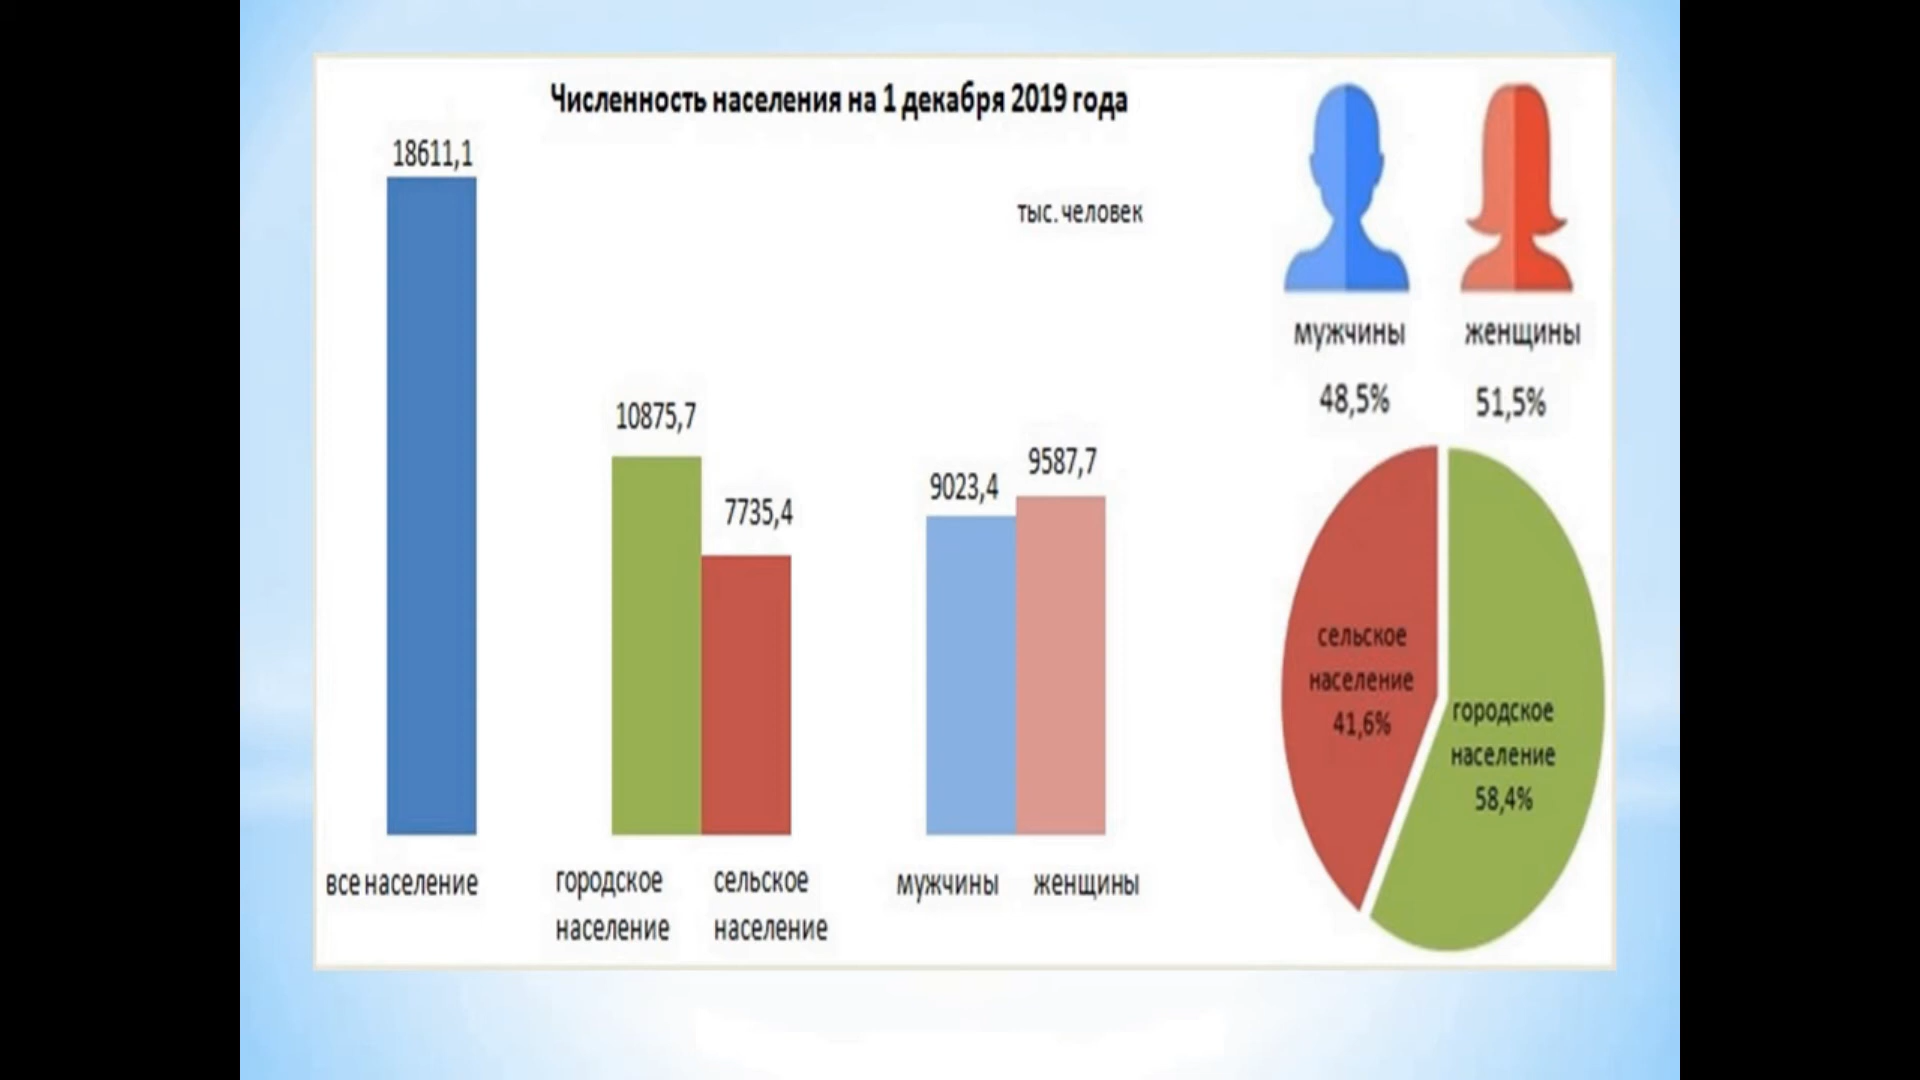 Численность населения на 1 декабря 2019 года
тыс. человек
18611,1
10875,7
7735,4
9023,4
9587,7
все население
городское
население
сельское
население
мужчины
женщины
мужчины
женщины
48,5%
51,5%
сельское
население
41,6%
городское
население
58,4%